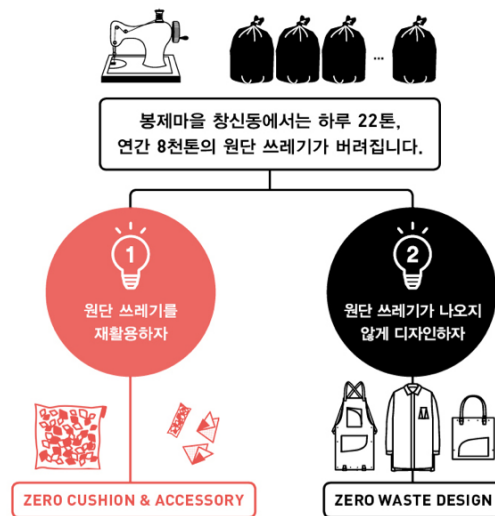 ...
봉제마을 창신동에서는 하루 22톤,
연간 8천톤의 원단 쓰레기가 버려집니다.
1
원단 쓰레기를
재활용하자
2
원단 쓰레기가 나오지
않게 디자인하자
ZERO CUSHION & ACCESSORY
ZERO WASTE DESIGN